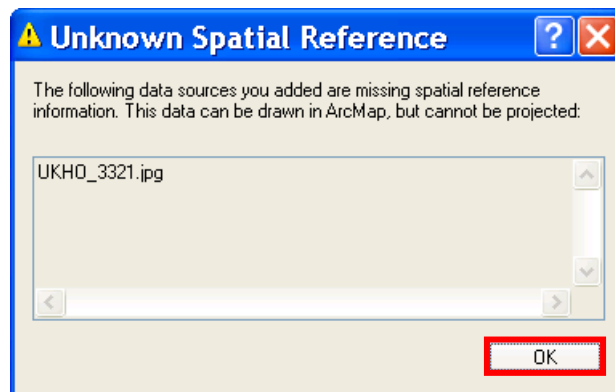 Unknown Spatial Reference
The following data sources you added are missing spatial reference
information. This data can be drawn in ArcMap, but cannot be projected:
UKHO_3321.jpg
OK